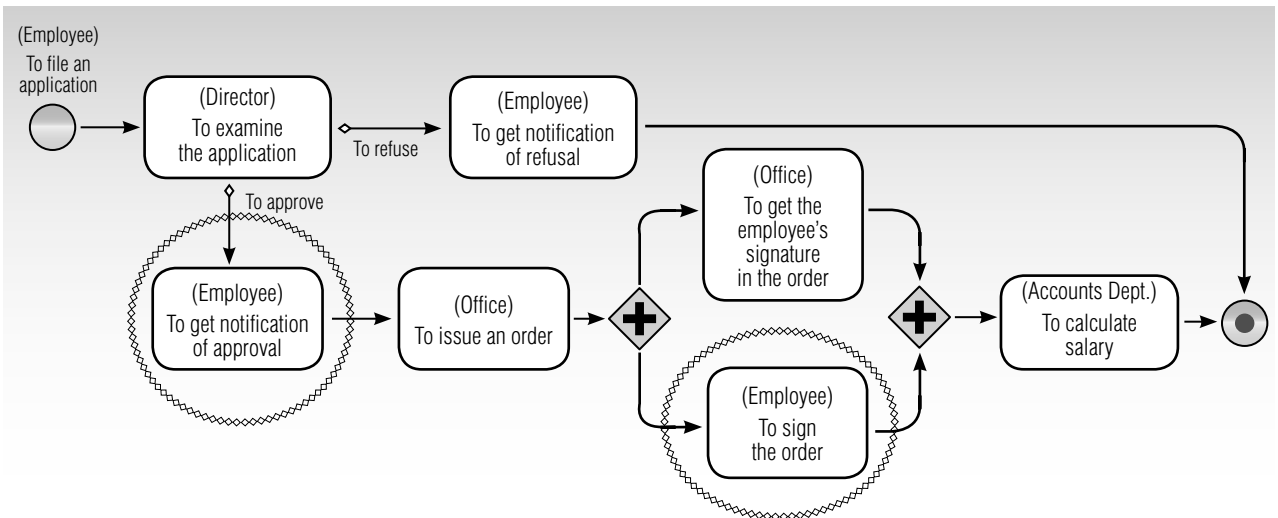 (Employee)
To file an
application
(Director)
To examine
the application
To refuse
(Employee)
To get notification
of refusal
To approve
(Office)
To get the
employee's
signature
in the order
(Employee)
To get notification
of approval
(Office)
To issue an order
(Accounts Dept.)
To calculate
salary
(Employee)
To sign
the order